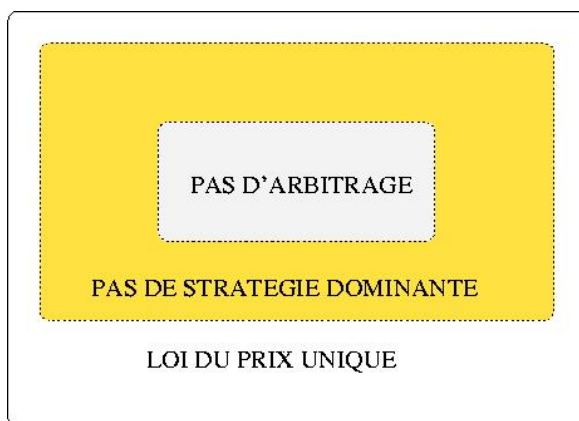 PAS D'ARBITRAGE
PAS DE STRATEGIE DOMINANTE
LOI DU PRIX UNIQUE